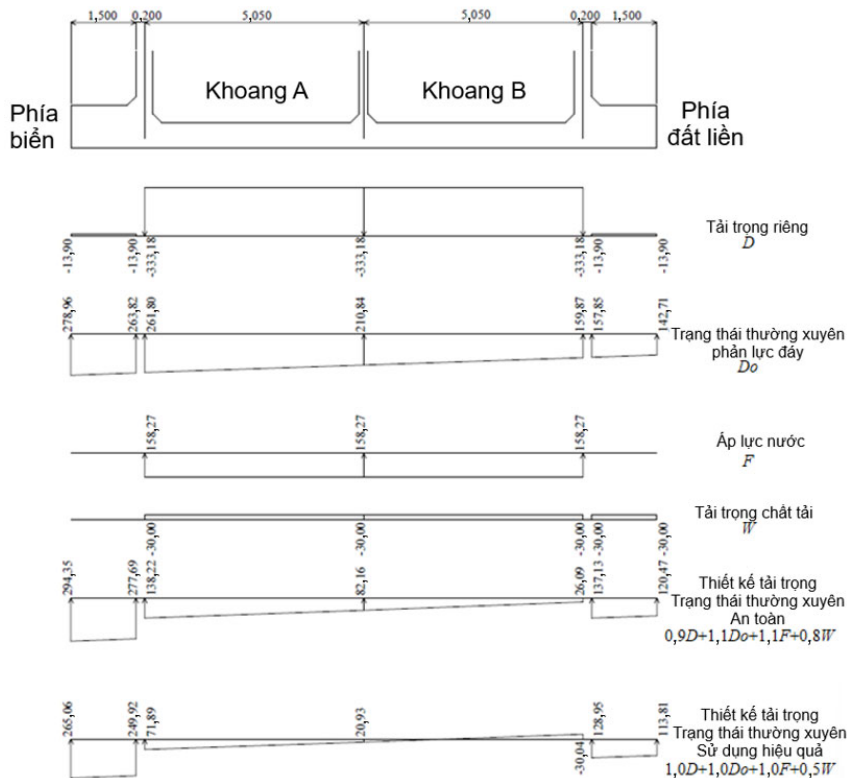 1,500 0,200 5,050 5,050 0,200 1,500
Khoang A
Khoang B
Phía
biển
Phía
đất liền
Tải trọng riêng
D
-13,90 -13,90 -333,18 -333,18 -333,18 -13,90 -13,90
278,96 263,82 261,80 210,84 159,87 157,85 142,71
Trạng thái thường xuyên
phản lực đáy
Do
158,27 158,27 158,27
Áp lực nước
F
Tải trọng chất tải
W
-30,00 -30,00 -30,00 -30,00 -30,00
294,35 277,69 138,22 82,16 26,09 137,13 120,47
Thiết kế tải trọng
Trạng thái thường xuyên
An toàn
0,9D+1,1Do+1,1F+0,8W
265,06 249,92 71,89 20,93 -30,04 128,95 113,81
Thiết kế tải trọng
Trạng thái thường xuyên
Sử dụng hiệu quả
1,0D+1,0Do+1,0F+0,5W